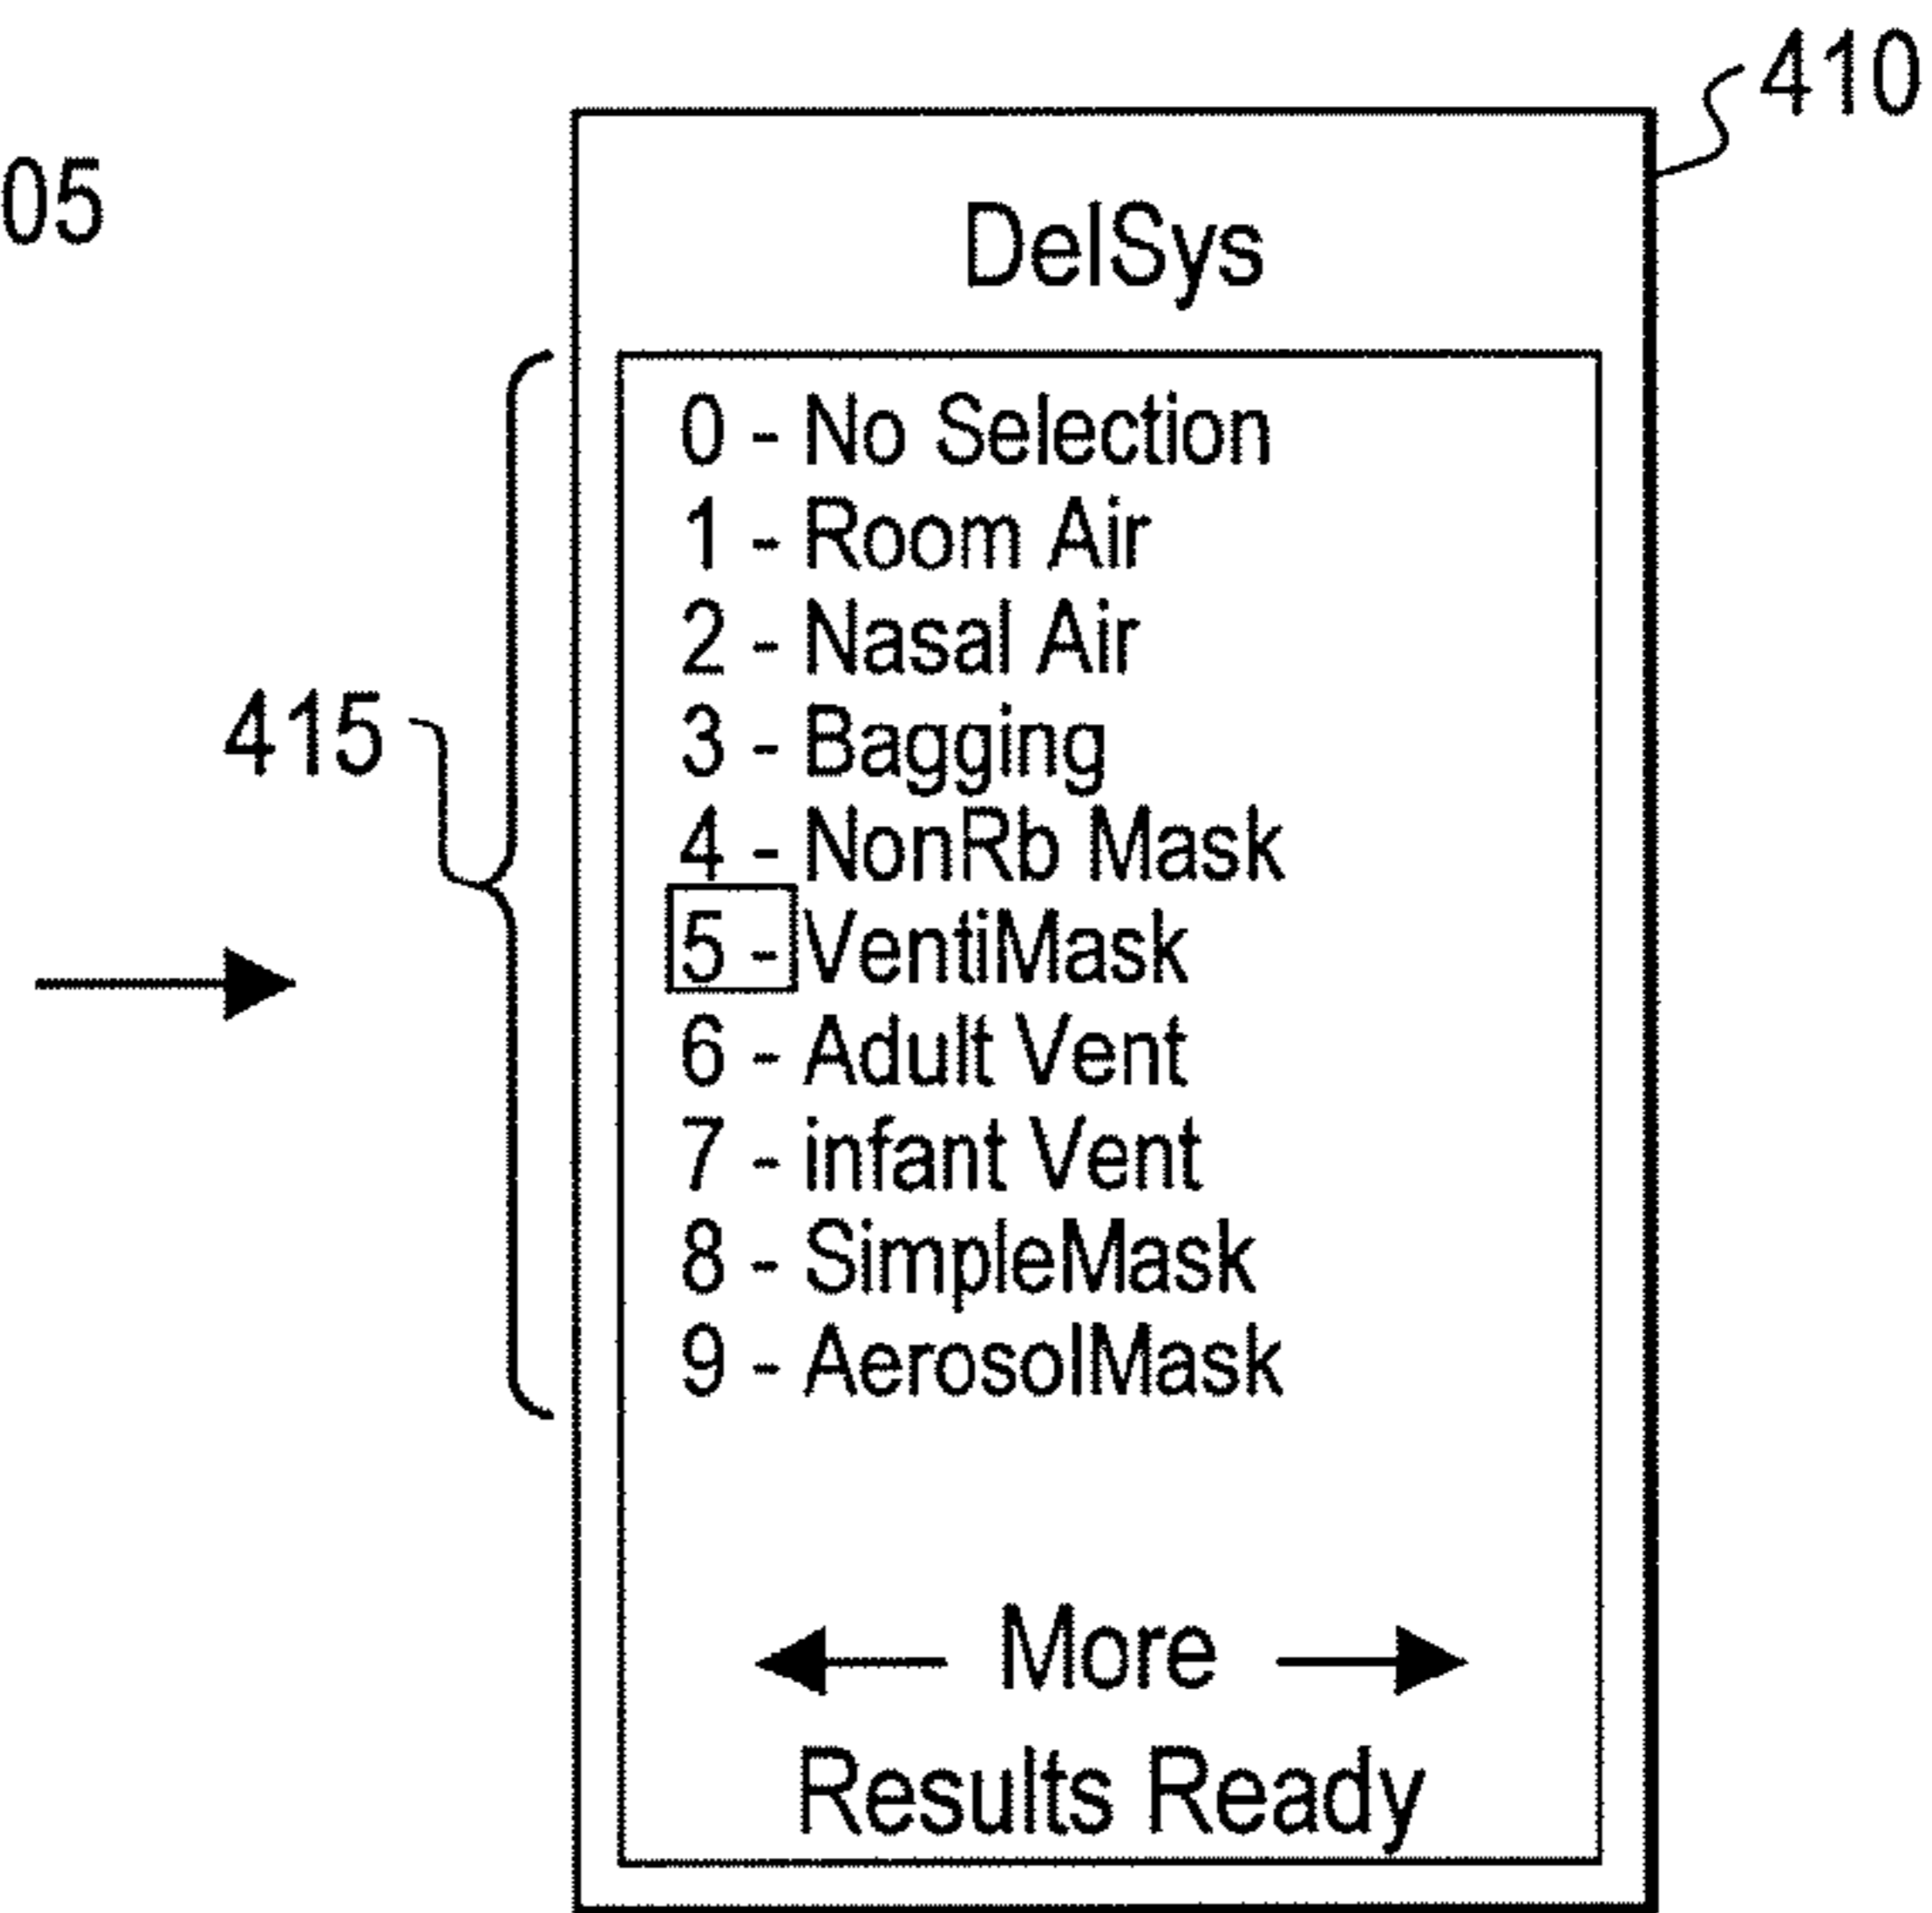 410
05
DelSys
0 - No Selection
1 - Room Air
2 - Nasal Air
3 - Bagging
415
4 - NonRb Mask
5 - VentiMask
6 - Adult Vent
7 - infant Vent
8 - SimpleMask
9 - AerosolMask
More
Results Ready